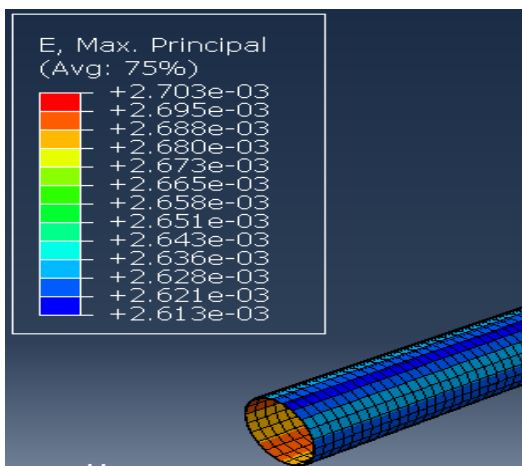 E, Max. Principal
(Avg: 75%)
+2.703e-03
+2.695e-03
+2.688e-03
+2.680e-03
+2.673e-03
+2.665e-03
+2.658e-03
+2.651e-03
+2.643e-03
+2.636e-03
+2.628e-03
+2.621e-03
+2.613e-03